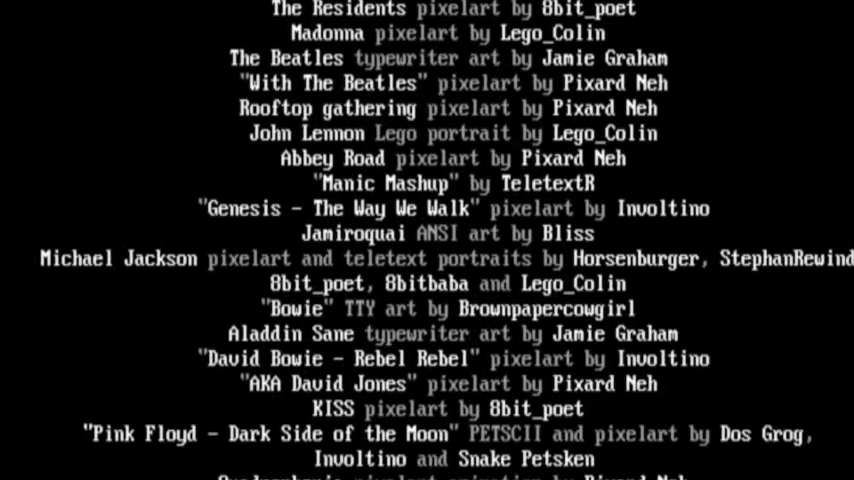 The Residents pixelart by 8bit_poet
Madonna pixelart by Lego_Colin
The Beatles typewriter art by Jamie Graham
"With The Beatles" pixelart by Pixard Neh
Rooftop gathering pixelart by Pixard Neh
John Lennon Lego portrait by Lego_Colin
Abbey Road pixelart by Pixard Neh
"Manic Mashup" by TeletextR
"Genesis - The Way We Walk" pixelart by Involtino
Jamiroquai ANSI art by Bliss
Michael Jackson pixelart and teletext portraits by Horsenburger, StephanRewind
8bit_poet, 8bitbaba and Lego_Colin
"Bowie" TTY art by Brownpapercowgirl
Aladdin Sane typewriter art by Jamie Graham
"David Bowie - Rebel Rebel" pixelart by Involtino
"AKA David Jones" pixelart by Pixard Neh
KISS pixelart by 8bit_poet
"Pink Floyd - Dark Side of the Moon" PETSCII and pixelart by Dos Grog,
Involtino and Snake Petsken
Quadrophenia pixelart animation by Pixard Neh